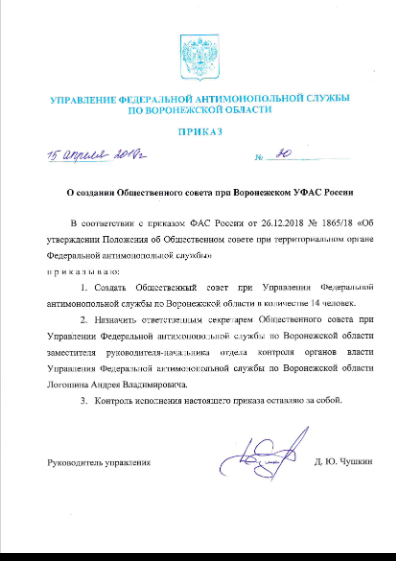 УПРАВЛЕНИЕ ФЕДЕРАЛЬНОЙ АНТИМОНОПОЛЬНОЙ СЛУЖБЫ
ПО ВОРОНЕЖСКОЙ ОБЛАСТИ
ПРИКАЗ
15 апреля 2019г № 20
О создании Общественного совета при Воронежском УФАС России
В соответствии с приказом ФАС России от 26.12.2018 № 1865/18 «Об
утверждении Положения об Общественном совете при территориальном органе
Федеральной антимонопольной службы»
приказываю:
1. Создать Общественный совет при Управлении Федеральной
антимонопольной службы по Воронежской области в количестве 14 человек.
2. Назначить ответственным секретарем Общественного совета при
Управлении Федеральной антимонопольной службы по Воронежской области
заместителя руководителя-начальника отдела контроля органов власти
Управления Федеральной антимонопольной службы по Воронежской области
Логошина Андрея Владимировича.
3. Контроль исполнения настоящего приказа оставляю за собой.
Руководитель управления Д. Ю. Чушкин